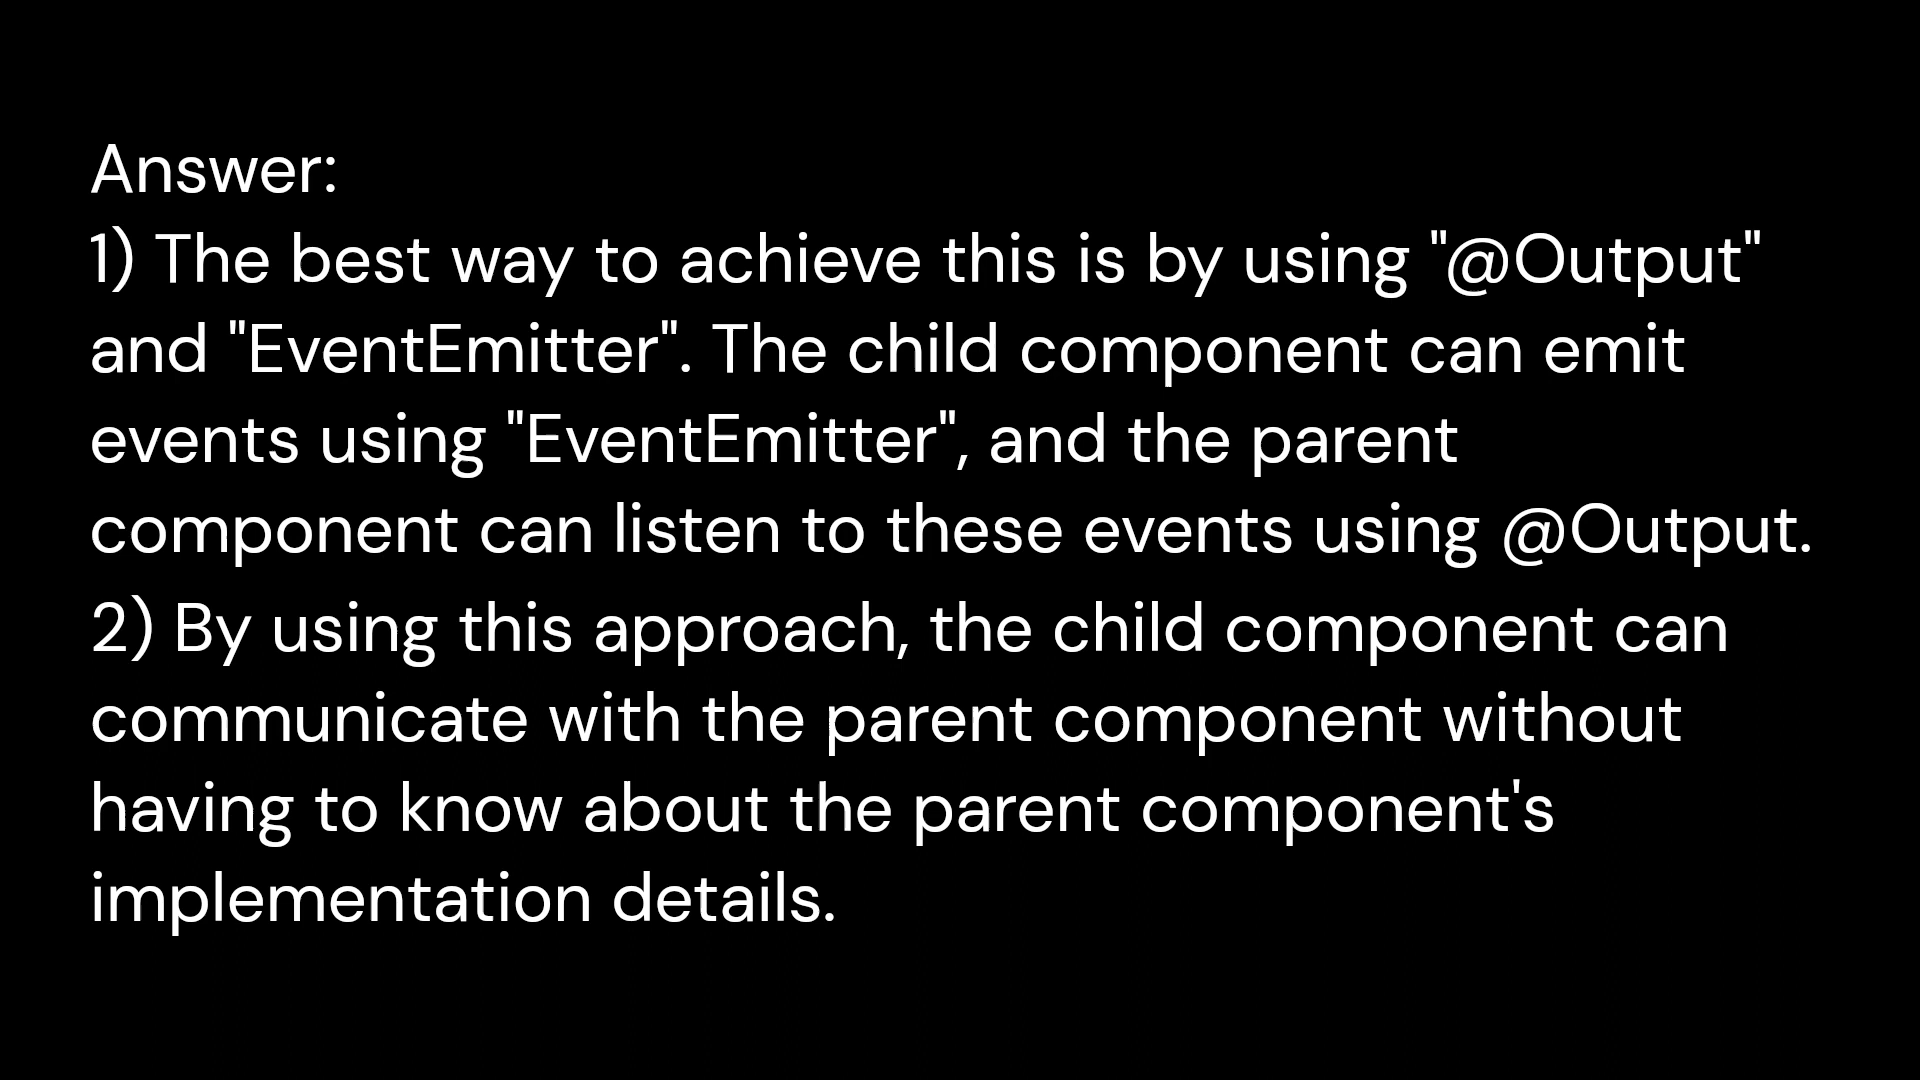 Answer:
1) The best way to achieve this is by using "@Output"
and "EventEmitter". The child component can emit
events using "EventEmitter", and the parent
component can listen to these events using @Output.
2) By using this approach, the child component can
communicate with the parent component without
having to know about the parent component's
implementation details.